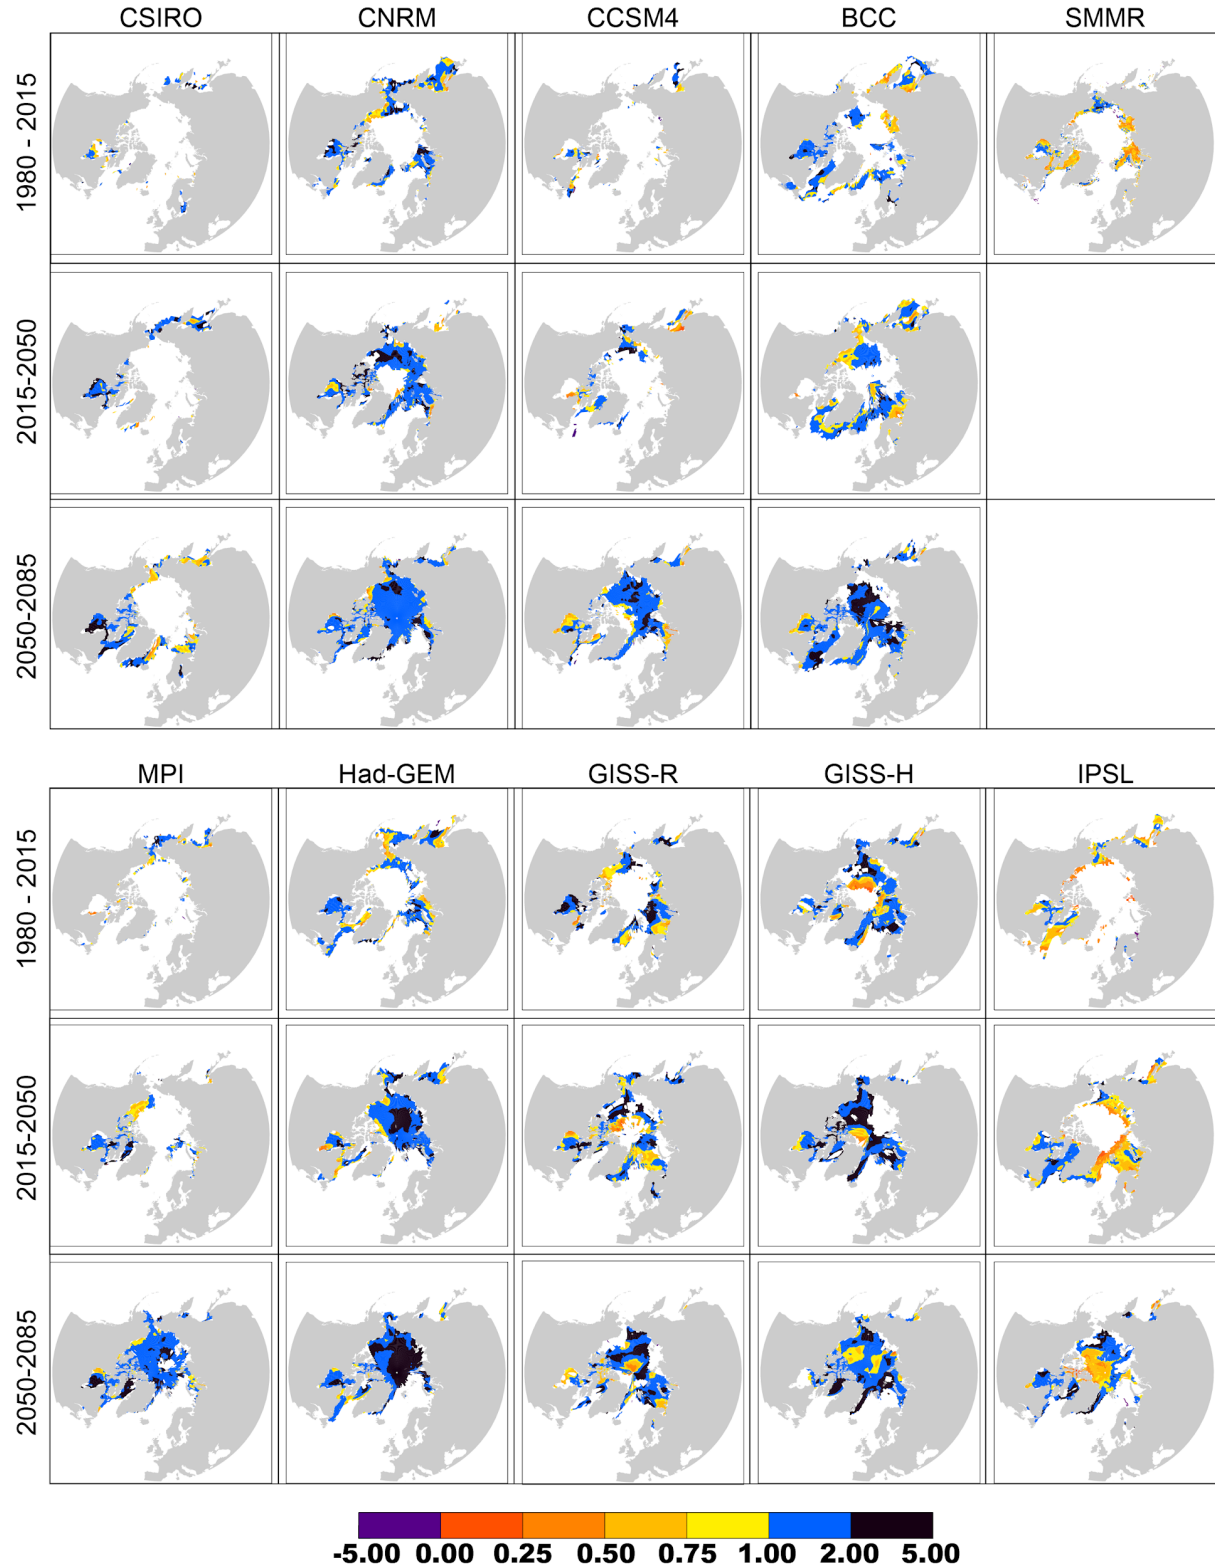 CSIRO CNRM CCSM4 BCC SMMR
1980 - 2015
2015-2050
2050-2085
MPI Had-GEM GISS-R GISS-H IPSL
1980 - 2015
2015-2050
2050-2085
-5.00 0.00 0.25 0.50 0.75 1.00 2.00 5.00